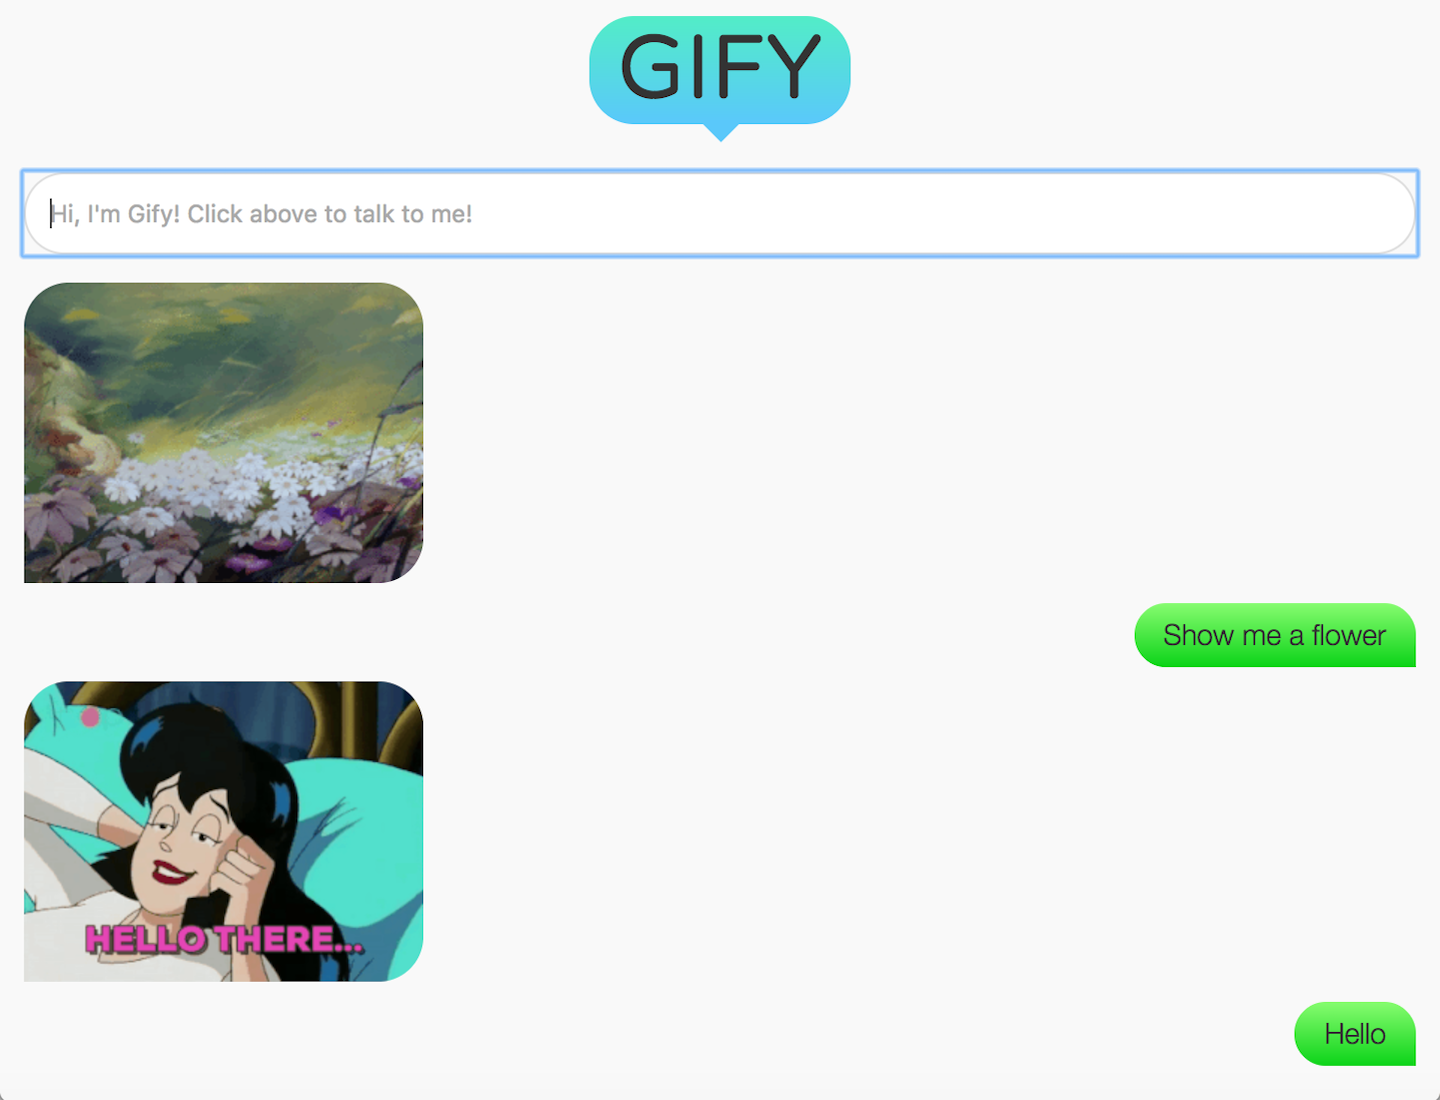 GIFY
Hi, I'm Gify! Click above to talk to me!
Show me a flower
HELLO THERE...
Hello